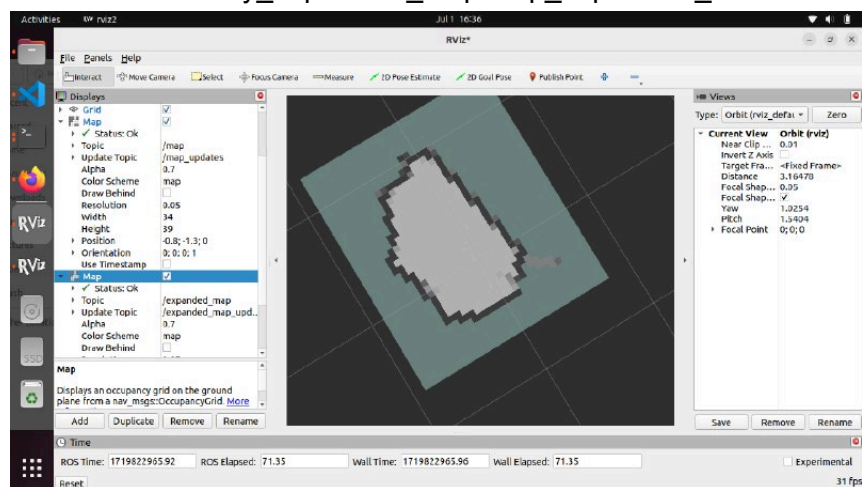 Activities
rviz2
Jul 1 16:36
RViz*
File Panels Help
Interact
Move Camera
Select
Focus Camera
Measure
2D Pose Estimate
2D Goal Pose
Publish Point
Displays
Grid
Map
Status: Ok
Topic /map
Update Topic /map_updates
Alpha 0.7
Color Scheme map
Draw Behind
Resolution 0.05
Width 34
Height 39
Position -0.8; -1.3; 0
Orientation 0; 0; 0; 1
Use Timestamp
Map
Status: Ok
Topic /expanded_map
Update Topic /expanded_map_upd..
Alpha 0.7
Color Scheme map
Draw Behind
Map
Displays an occupancy grid on the ground
plane from a nav_msgs::OccupancyGrid. More
Add Duplicate Remove Rename
Views
Type: Orbit (rviz_defau Zero
Current View Orbit (rviz)
Near Clip ... 0.01
Invert Z Axis
Target Fra... <Fixed Frame>
Distance 3.16478
Focal Shap... 0.05
Focal Shap...
Yaw 1.0254
Pitch 1.5404
Focal Point 0; 0; 0
Save Remove Rename
Time
ROS Time: 1719822965.92 ROS Elapsed: 71.35 Wall Time: 1719822965.96 Wall Elapsed: 71.35 Experimental
Reset 31 fps
RViz
RViz
SSD